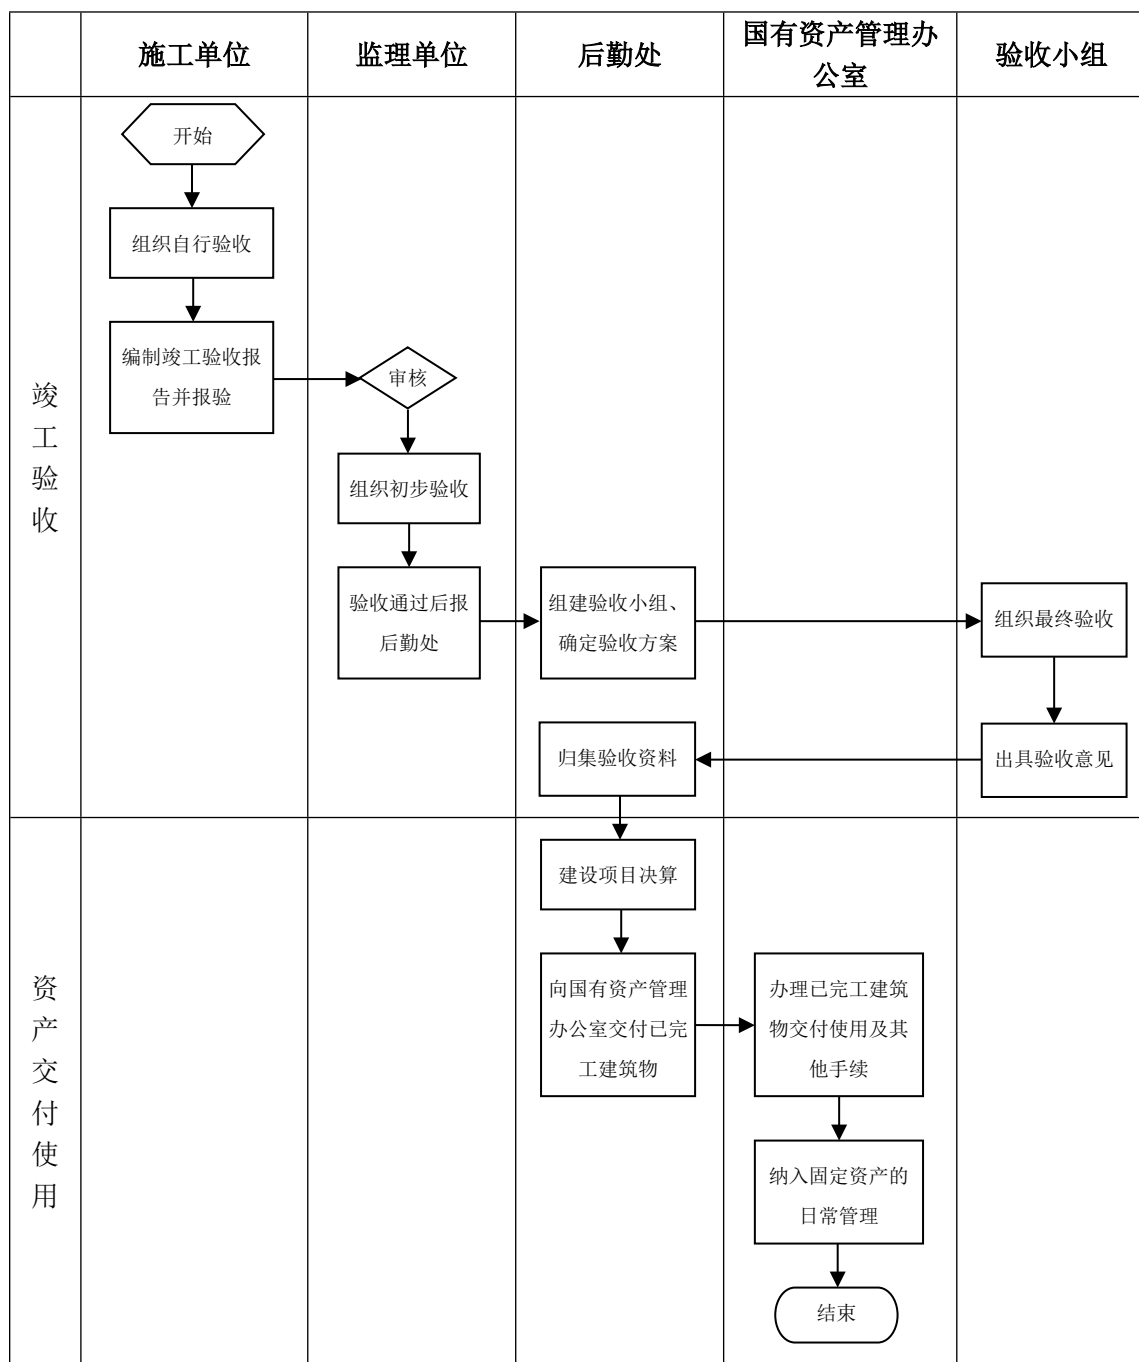 施工单位
监理单位
后勤处
国有资产管理办
公室
验收小组
竣工验收
开始
组织自行验收
编制竣工验收报
告并报验
审核
组织初步验收
验收通过后报
后勤处
组建验收小组、
确定验收方案
组织最终验收
出具验收意见
归集验收资料
资产交付使用
建设项目决算
向国有资产管理
办公室交付已完
工建筑物
办理已完工建筑
物交付使用及其
他手续
纳入固定资产的
日常管理
结束